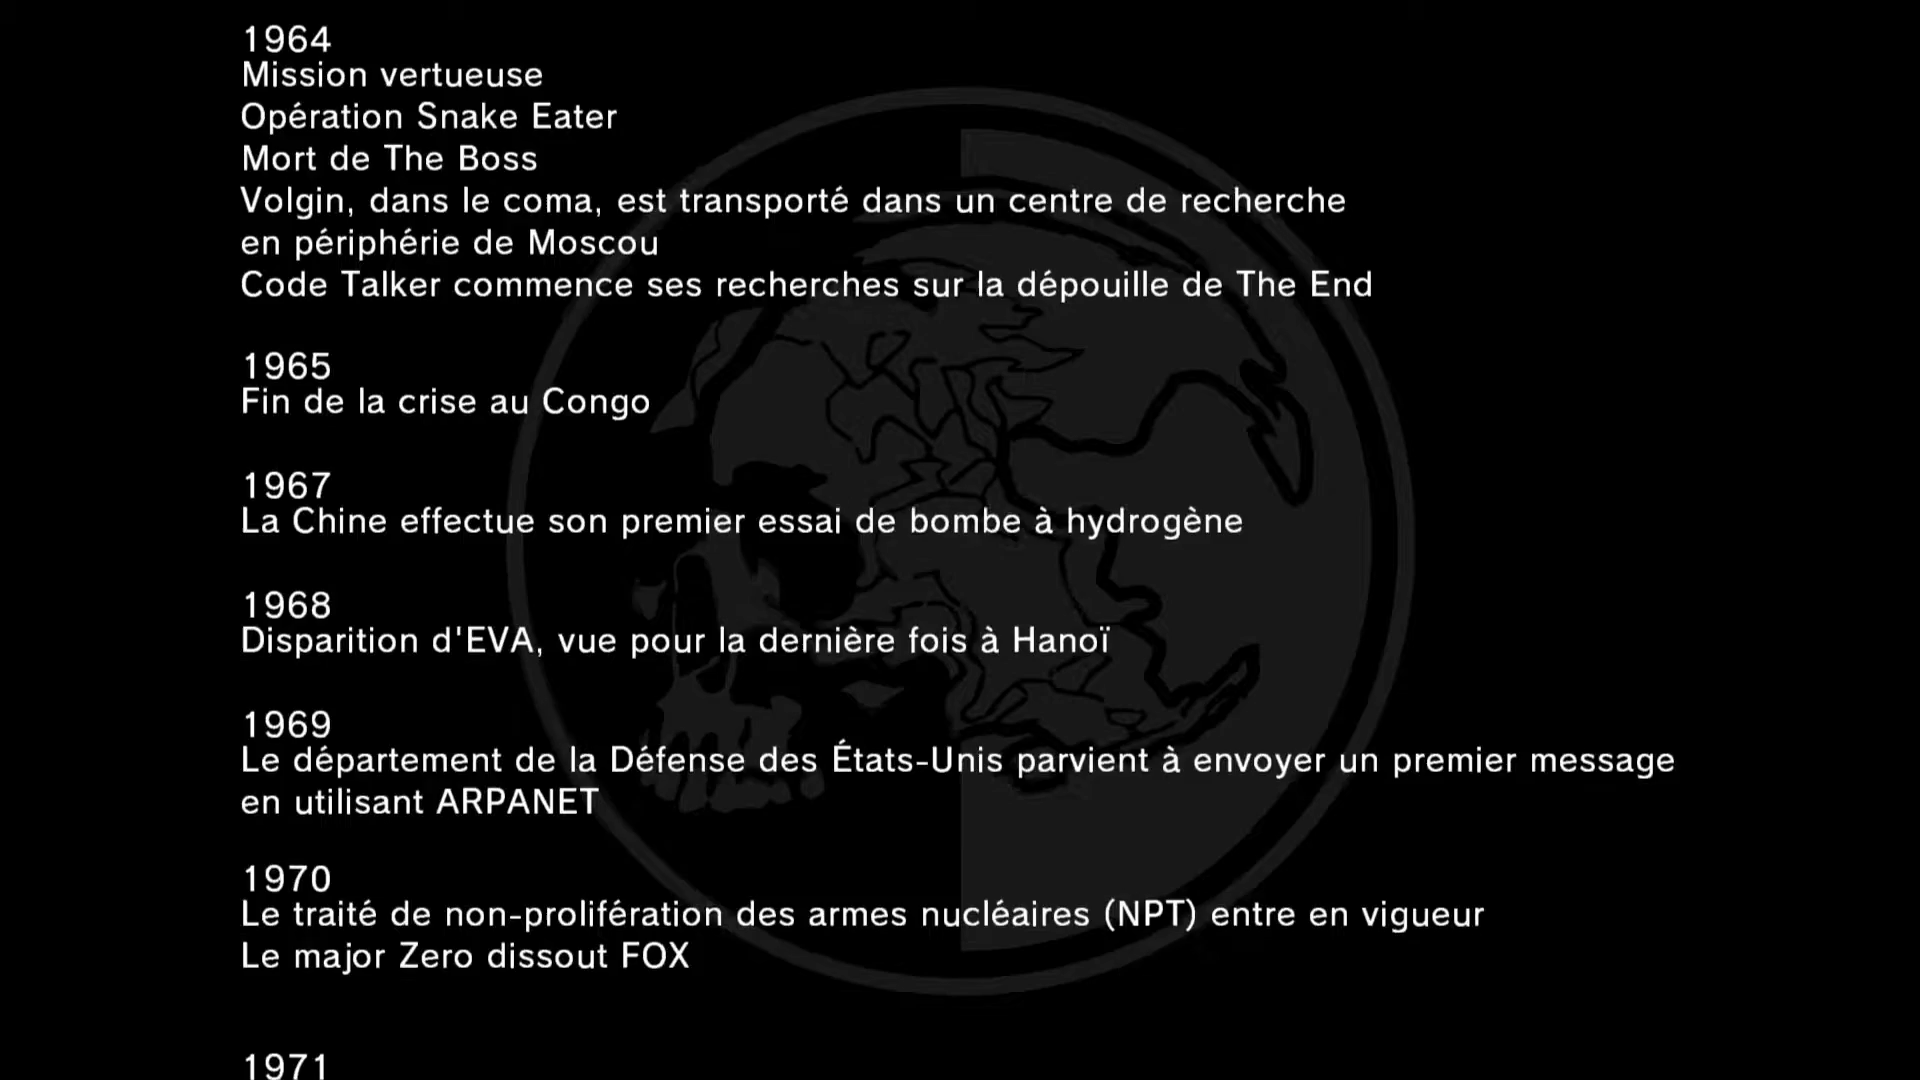 1964
Mission vertueuse
Opération Snake Eater
Mort de The Boss
Volgin, dans le coma, est transporté dans un centre de recherche
en périphérie de Moscou
Code Talker commence ses recherches sur la dépouille de The End
1965
Fin de la crise au Congo
1967
La Chine effectue son premier essai de bombe à hydrogène
1968
Disparition d'EVA, vue pour la dernière fois à Hanoï
1969
Le département de la Défense des États-Unis parvient à envoyer un premier message
en utilisant ARPANET
1970
Le traité de non-prolifération des armes nucléaires (NPT) entre en vigueur
Le major Zero dissout FOX
1971